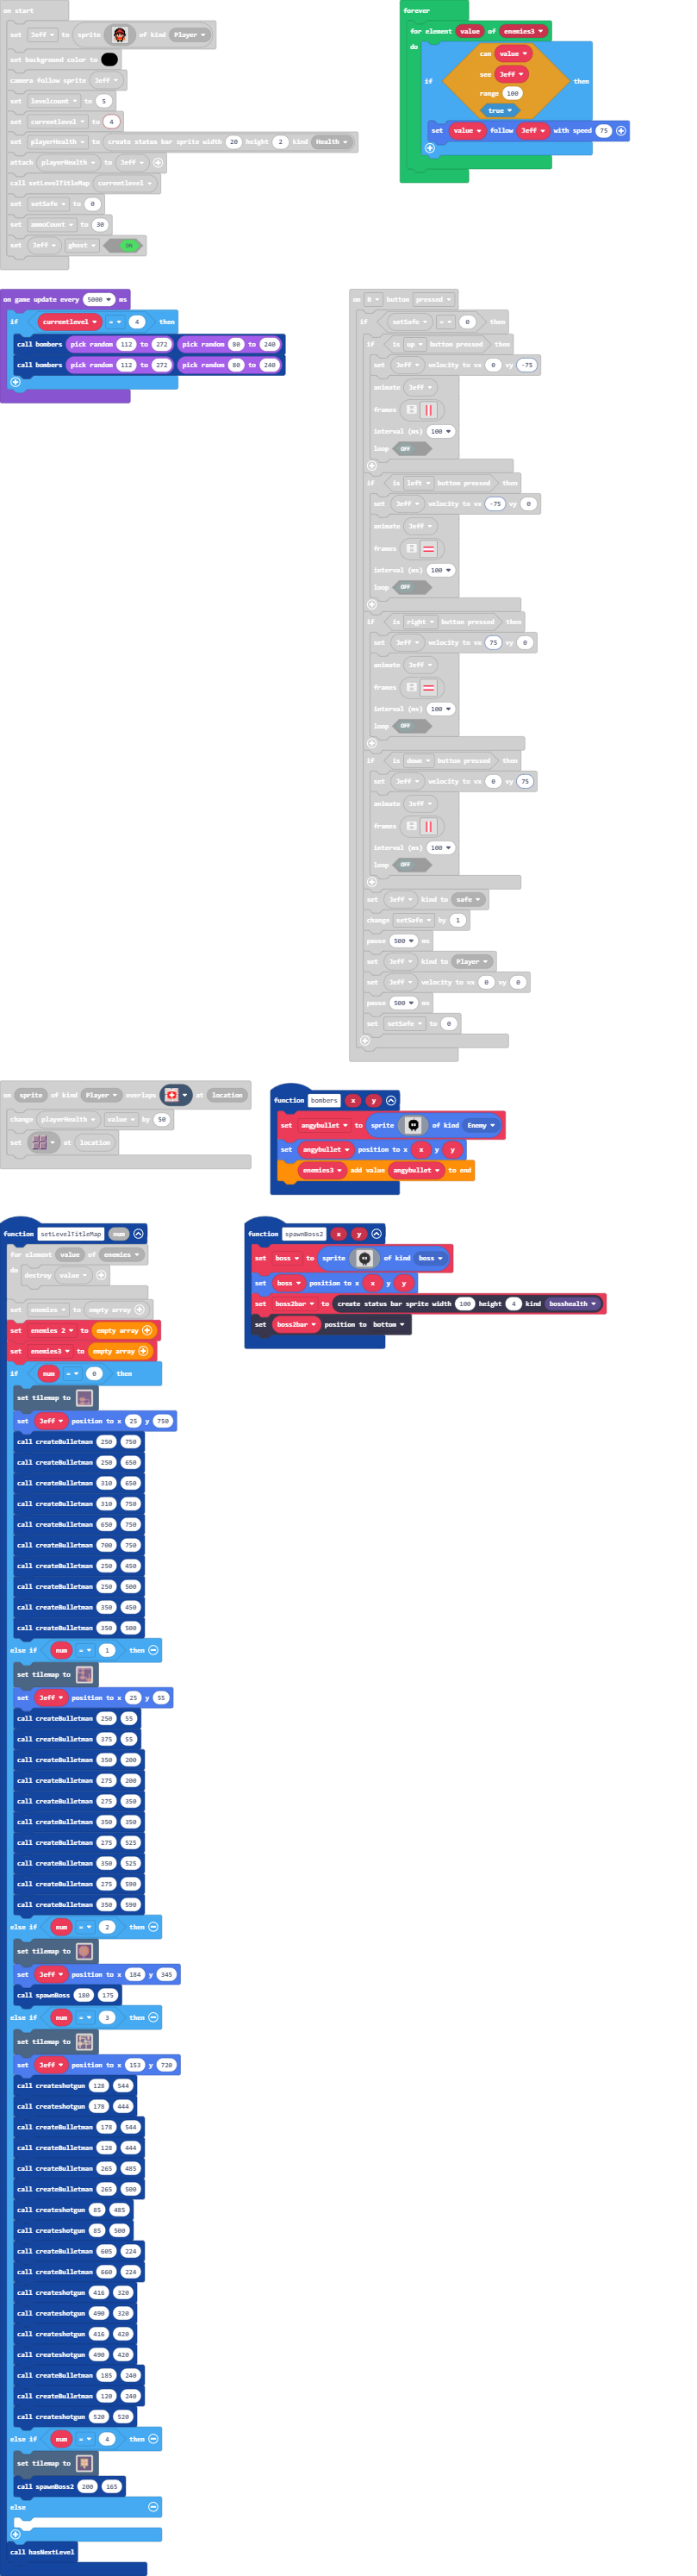 on start
set Jeff to sprite of kind Player
set background color to
camera follow sprite Jeff
set levelcount to 5
set currentlevel to 4
set playerHealth to create status bar sprite width 20 height 2 kind Health
attach playerHealth to Jeff
call setLevelTitleMap currentlevel
set setSafe to 0
set ammoCount to 30
set Jeff ghost ON
forever
for element value of enemies3
do
if can value see Jeff range 100 true then
set value follow Jeff with speed 75
on game update every 5000 ms
if currentlevel = 4 then
call bombers pick random 112 to 272 pick random 80 to 240
call bombers pick random 112 to 272 pick random 80 to 240
on B button pressed
if setSafe = 0 then
if is up button pressed then
set Jeff velocity to vx 0 vy -75
animate Jeff
frames
interval (ms) 100
loop OFF
if is left button pressed then
set Jeff velocity to vx -75 vy 0
animate Jeff
frames
interval (ms) 100
loop OFF
if is right button pressed then
set Jeff velocity to vx 75 vy 0
animate Jeff
frames
interval (ms) 100
loop OFF
if is down button pressed then
set Jeff velocity to vx 0 vy 75
animate Jeff
frames
interval (ms) 100
loop OFF
set Jeff kind to safe
change setSafe by 1
pause 500 ms
set Jeff kind to Player
set Jeff velocity to vx 0 vy 0
pause 500 ms
set setSafe to 0
on sprite of kind Player overlaps at location
change playerHealth value by 50
set at location
function bombers x y
set angybullet to sprite of kind Enemy
set angybullet position to x x y y
enemies3 add value angybullet to end
function setLevelTitleMap num
for element value of enemies
do destroy value
set enemies to empty array
set enemies 2 to empty array
set enemies3 to empty array
if num = 0 then
set tilemap to
set Jeff position to x 25 y 750
call createBulletman 250 750
call createBulletman 250 650
call createBulletman 310 650
call createBulletman 310 750
call createBulletman 650 750
call createBulletman 700 750
call createBulletman 250 450
call createBulletman 250 500
call createBulletman 350 450
call createBulletman 350 500
else if num = 1 then
set tilemap to
set Jeff position to x 25 y 55
call createBulletman 250 55
call createBulletman 375 55
call createBulletman 350 200
call createBulletman 275 200
call createBulletman 275 350
call createBulletman 350 350
call createBulletman 275 525
call createBulletman 350 525
call createBulletman 275 590
call createBulletman 350 590
else if num = 2 then
set tilemap to
set Jeff position to x 184 y 345
call spawnBoss 180 175
else if num = 3 then
set tilemap to
set Jeff position to x 153 y 720
call createshotgun 128 544
call createshotgun 178 444
call createBulletman 178 544
call createBulletman 128 444
call createBulletman 265 485
call createBulletman 265 500
call createshotgun 85 485
call createshotgun 85 500
call createBulletman 605 224
call createBulletman 660 224
call createshotgun 416 320
call createshotgun 490 320
call createshotgun 416 420
call createshotgun 490 420
call createBulletman 185 240
call createBulletman 120 240
call createshotgun 520 520
else if num = 4 then
set tilemap to
call spawnBoss2 200 165
else
call hasNextLevel
function spawnBoss2 x y
set boss to sprite of kind boss
set boss position to x x y y
set boss2bar to create status bar sprite width 100 height 4 kind bosshealth
set boss2bar position to bottom